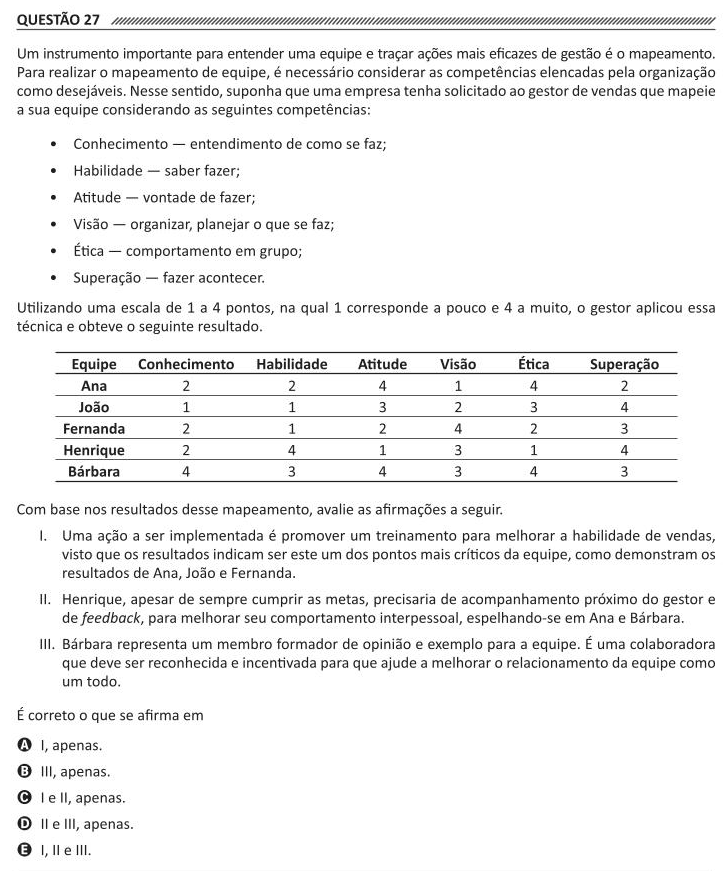 QUESTÃO 27
Um instrumento importante para entender uma equipe e traçar ações mais eficazes de gestão é o mapeamento.
Para realizar o mapeamento de equipe, é necessário considerar as competências elencadas pela organização
como desejáveis. Nesse sentido, suponha que uma empresa tenha solicitado ao gestor de vendas que mapeie
a sua equipe considerando as seguintes competências:
• Conhecimento — entendimento de como se faz;
• Habilidade — saber fazer;
• Atitude — vontade de fazer;
• Visão — organizar, planejar o que se faz;
• Ética — comportamento em grupo;
• Superação — fazer acontecer.
Utilizando uma escala de 1 a 4 pontos, na qual 1 corresponde a pouco e 4 a muito, o gestor aplicou essa
técnica e obteve o seguinte resultado.
Equipe Conhecimento Habilidade Atitude Visão Ética Superação
Ana 2 2 4 1 4 2
João 1 1 3 2 3 4
Fernanda 2 1 2 4 2 3
Henrique 2 4 1 3 1 4
Bárbara 4 3 4 3 4 3
Com base nos resultados desse mapeamento, avalie as afirmações a seguir.
I. Uma ação a ser implementada é promover um treinamento para melhorar a habilidade de vendas,
visto que os resultados indicam ser este um dos pontos mais críticos da equipe, como demonstram os
resultados de Ana, João e Fernanda.
II. Henrique, apesar de sempre cumprir as metas, precisaria de acompanhamento próximo do gestor e
de feedback, para melhorar seu comportamento interpessoal, espelhando-se em Ana e Bárbara.
III. Bárbara representa um membro formador de opinião e exemplo para a equipe. É uma colaboradora
que deve ser reconhecida e incentivada para que ajude a melhorar o relacionamento da equipe como
um todo.
É correto o que se afirma em
A I, apenas.
B III, apenas.
C I e II, apenas.
D II e III, apenas.
E I, II e III.